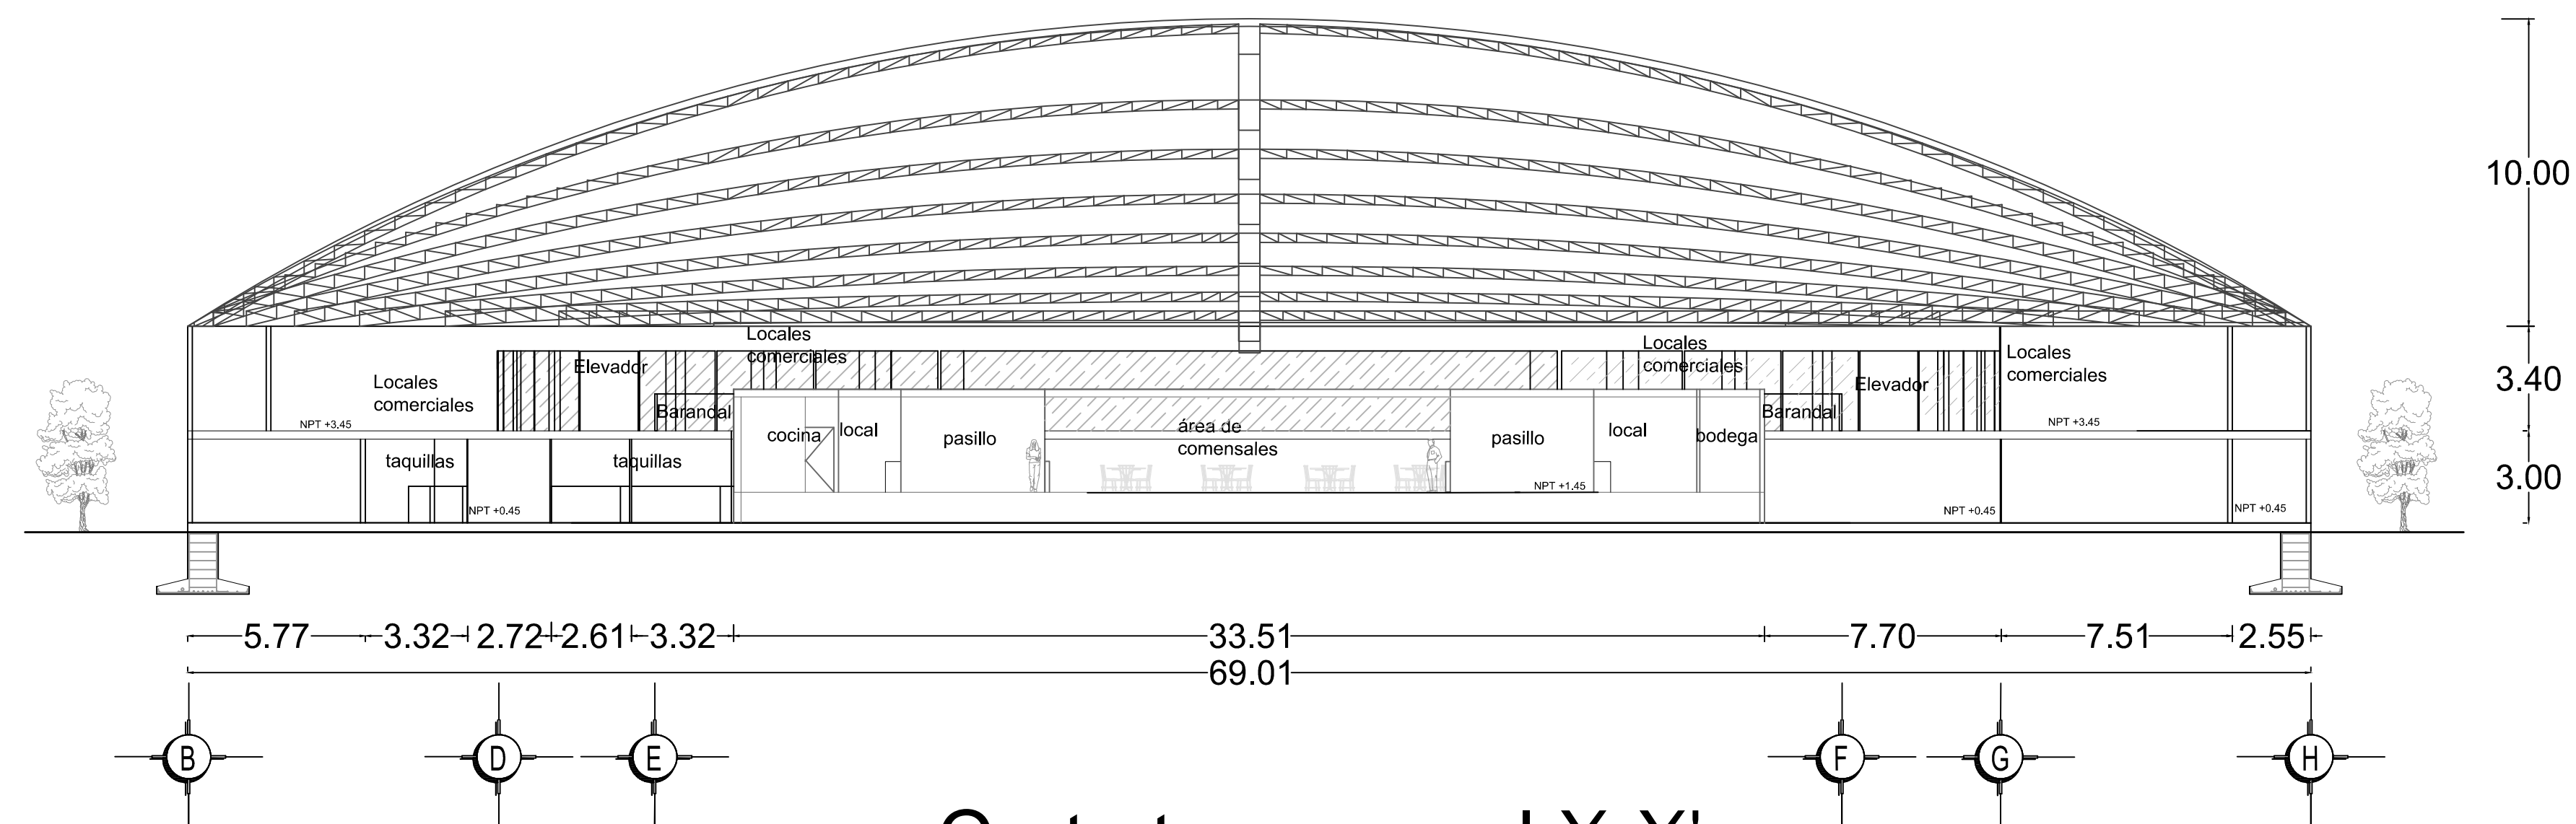 10.00
Locales
comerciales
Locales
comerciales
Locales
comerciales
Elevador
Elevador
Locales
comerciales
3.40
Barandal
Barandal
NPT +3.45
NPT +3.45
cocina
local
pasillo
área de
comensales
pasillo
local
bodega
taquillas
taquillas
3.00
NPT +1.45
NPT +0.45
NPT +0.45
NPT +0.45
5.77 3.32 2.72 2.61 3.32 33.51 7.70 7.51 2.55
69.01
B D E F G H